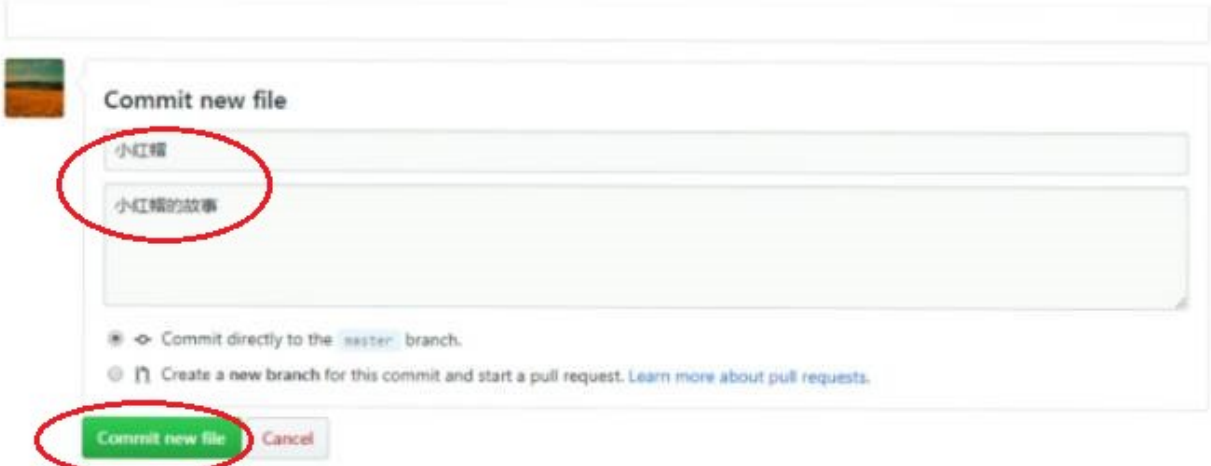 Commit new file
小红帽
小红帽的故事
Commit directly to the master branch.
Create a new branch for this commit and start a pull request. Learn more about pull requests.
Commit new file Cancel